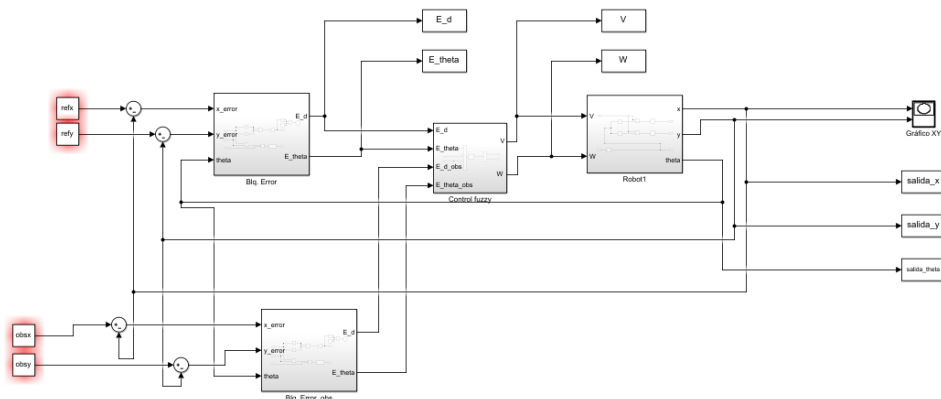 E_d
V
E_theta
W
refx
refy
x_error
y_error
theta
E_d
E_theta
Blq. Error
E_d
E_theta
E_d_obs
E_theta_obs
V
W
Control fuzzy
V
W
x
y
theta
Robot1
Gráfico XY
salida_x
salida_y
salida_theta
obsx
obsy
x_error
y_error
theta
E_d
E_theta
Blq. Error_obs